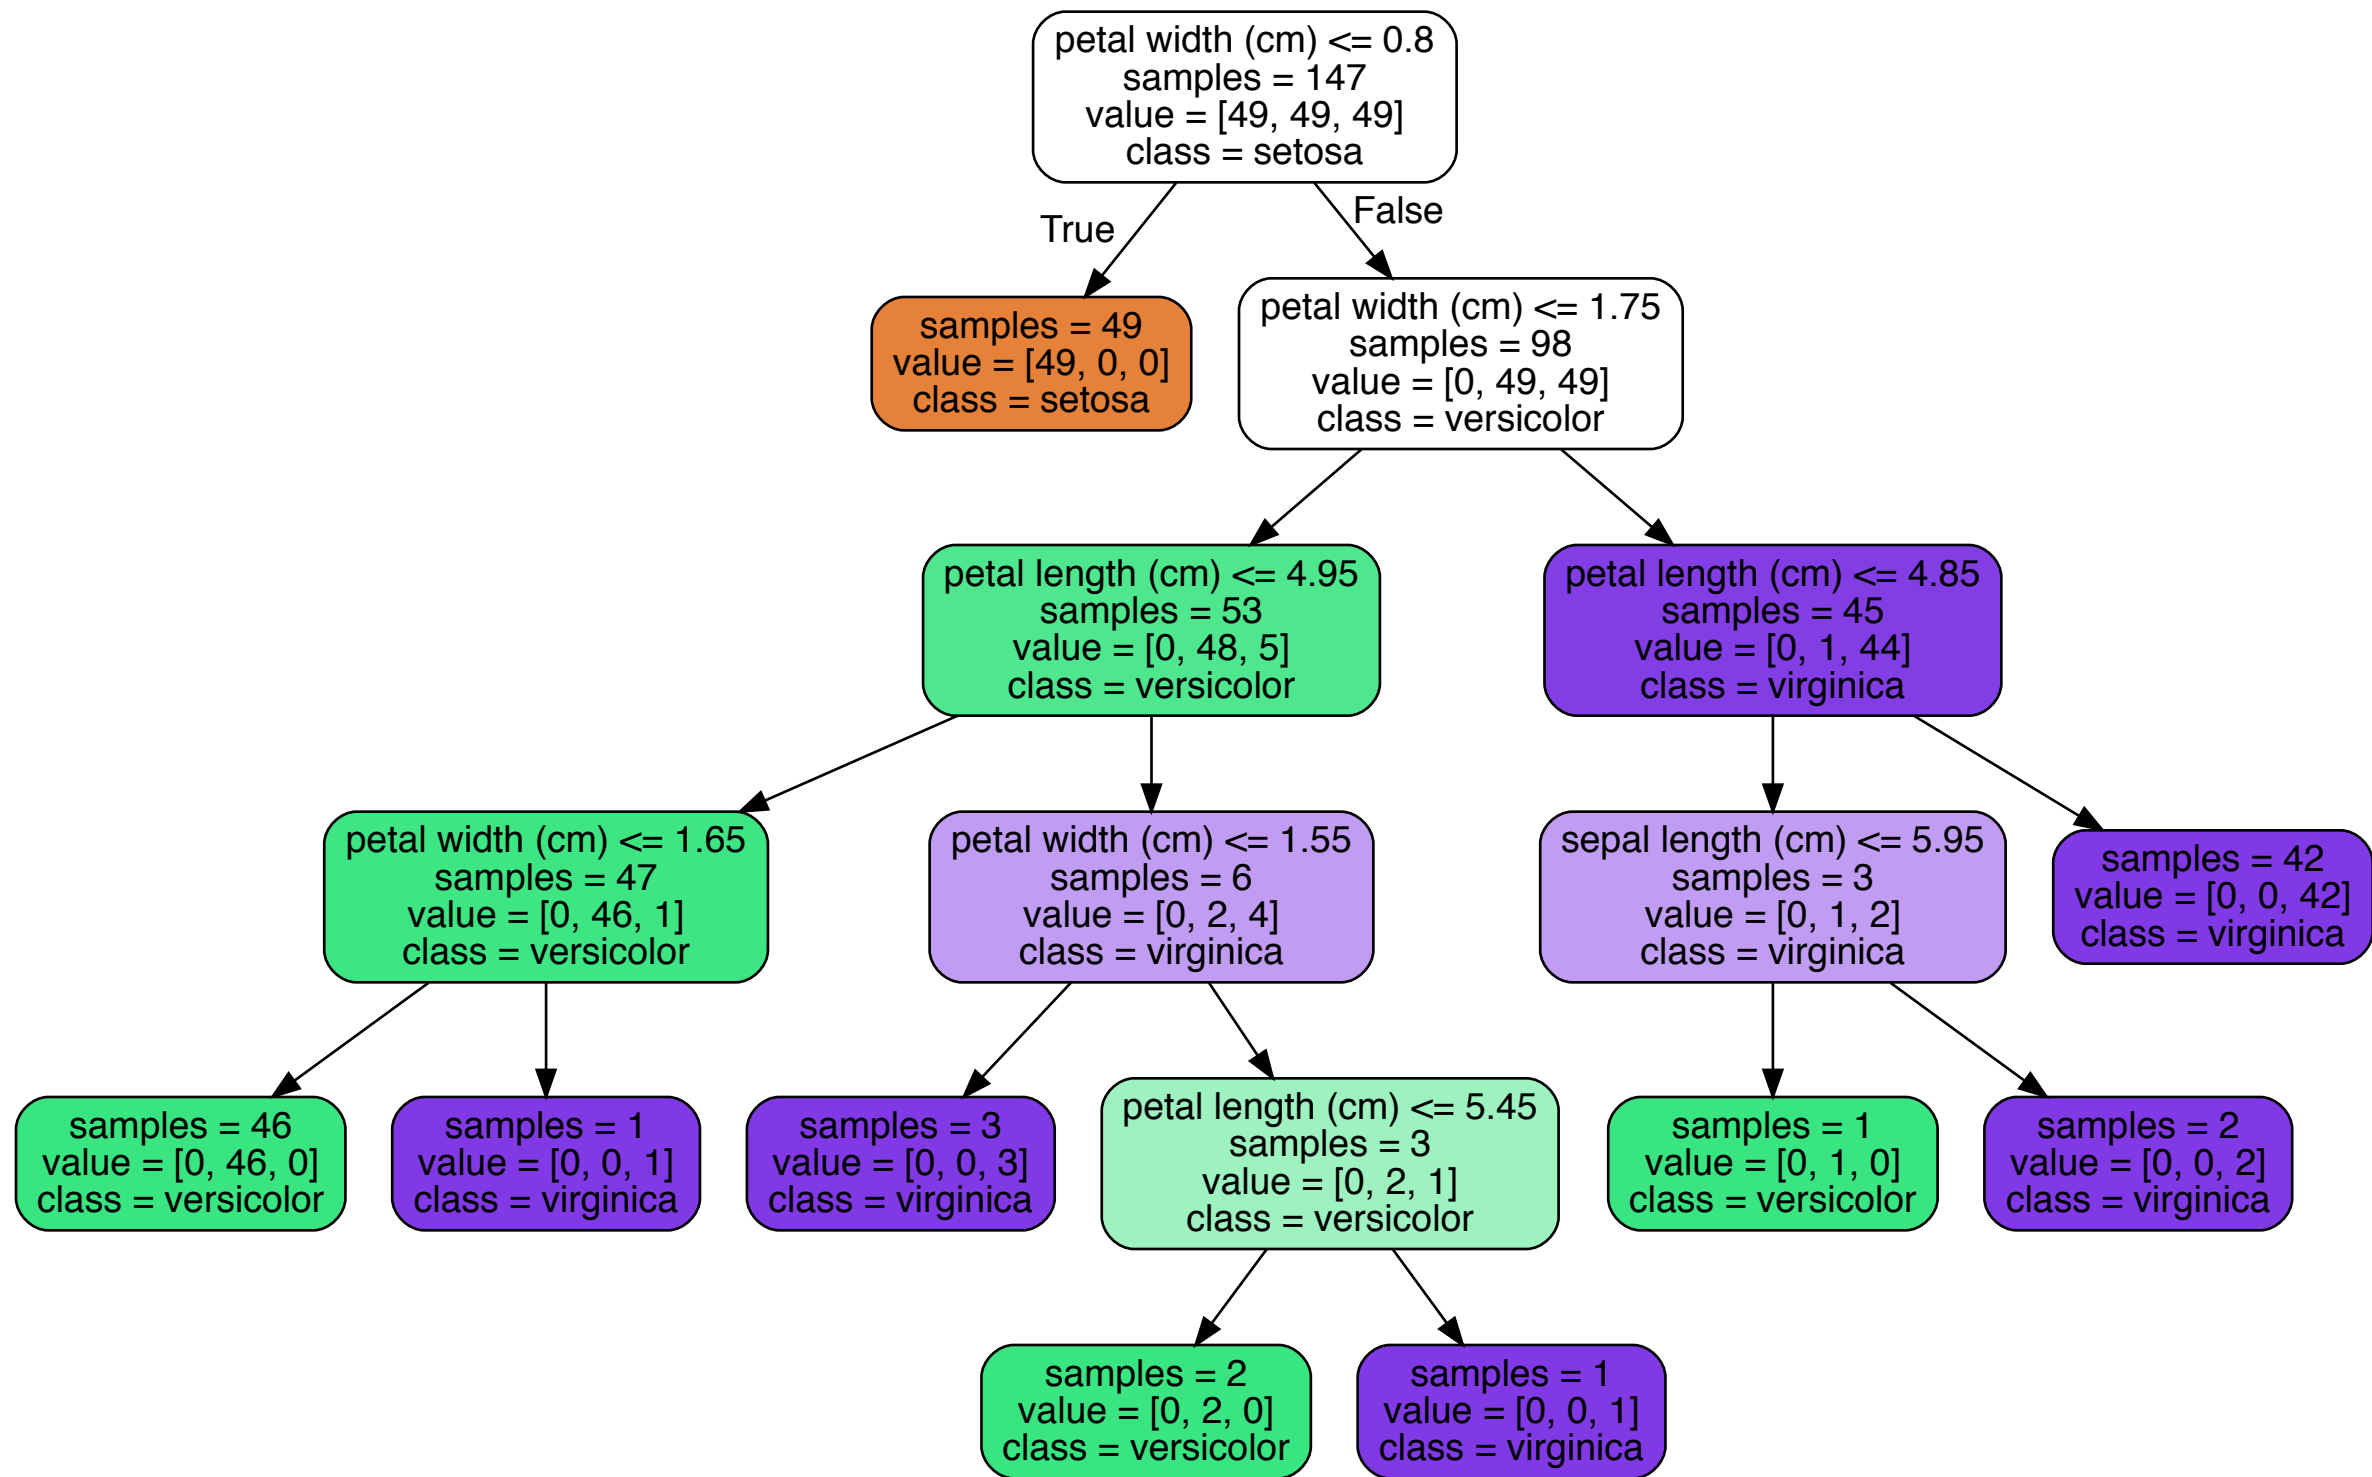 petal width (cm) <= 0.8
samples = 147
value = [49, 49, 49]
class = setosa
True
False
samples = 49
value = [49, 0, 0]
class = setosa
petal width (cm) <= 1.75
samples = 98
value = [0, 49, 49]
class = versicolor
petal length (cm) <= 4.95
samples = 53
value = [0, 48, 5]
class = versicolor
petal length (cm) <= 4.85
samples = 45
value = [0, 1, 44]
class = virginica
petal width (cm) <= 1.65
samples = 47
value = [0, 46, 1]
class = versicolor
petal width (cm) <= 1.55
samples = 6
value = [0, 2, 4]
class = virginica
sepal length (cm) <= 5.95
samples = 3
value = [0, 1, 2]
class = virginica
samples = 42
value = [0, 0, 42]
class = virginica
samples = 46
value = [0, 46, 0]
class = versicolor
samples = 1
value = [0, 0, 1]
class = virginica
samples = 3
value = [0, 0, 3]
class = virginica
petal length (cm) <= 5.45
samples = 3
value = [0, 2, 1]
class = versicolor
samples = 1
value = [0, 1, 0]
class = versicolor
samples = 2
value = [0, 0, 2]
class = virginica
samples = 2
value = [0, 2, 0]
class = versicolor
samples = 1
value = [0, 0, 1]
class = virginica